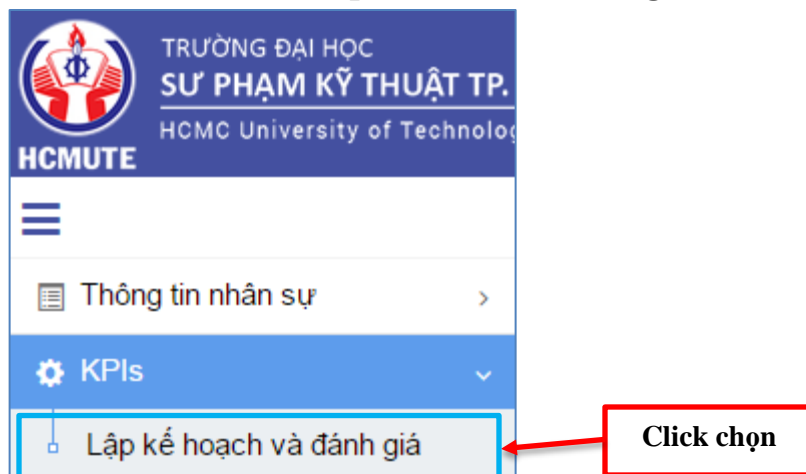 TRƯỜNG ĐẠI HỌC
SƯ PHẠM KỸ THUẬT TP.
HCMC University of Technolo
HCMUTE
Thông tin nhân sự
KPIs
Lập kế hoạch và đánh giá
Click chọn